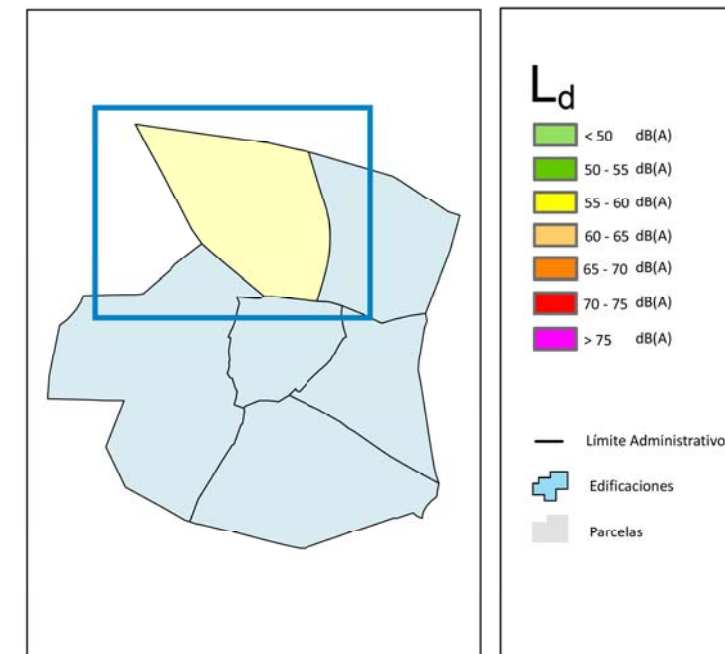 Ld
< 50 dB(A)
50 - 55 dB(A)
55 - 60 dB(A)
60 - 65 dB(A)
65 - 70 dB(A)
70 - 75 dB(A)
> 75 dB(A)
Límite Administrativo
Edificaciones
Parcelas